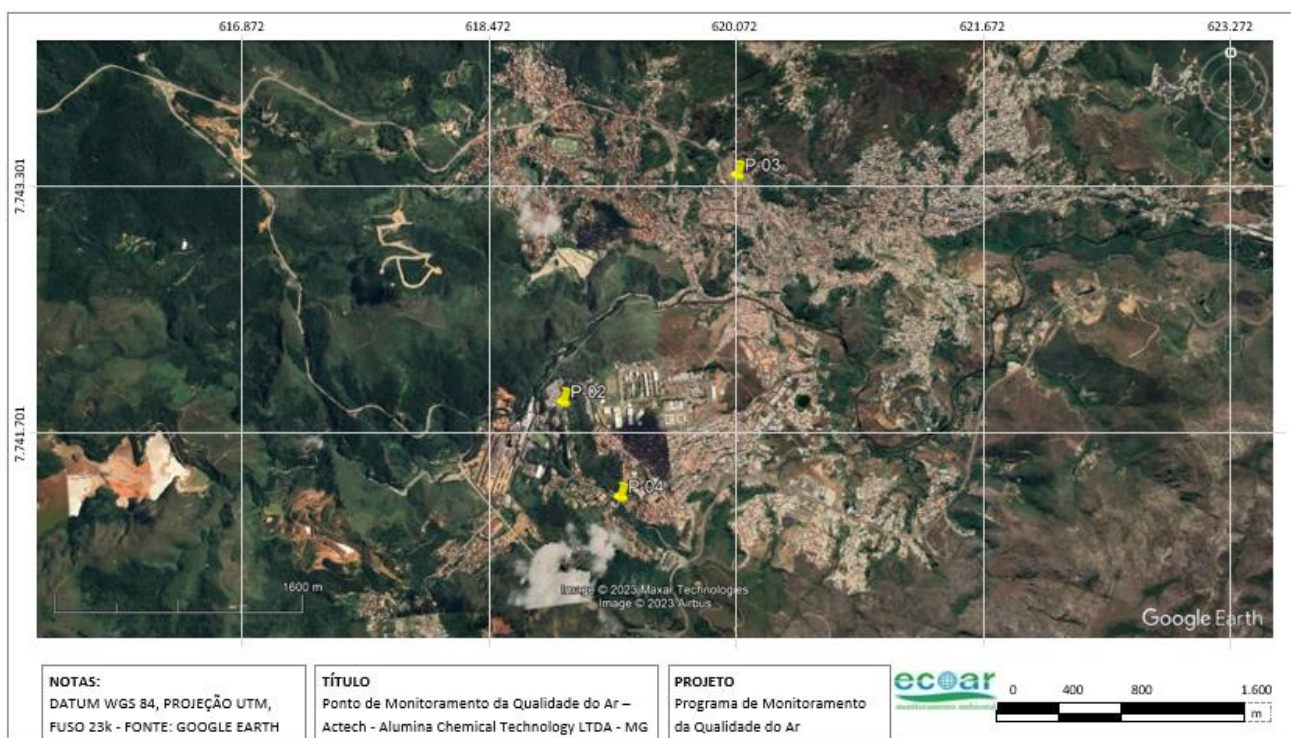 616.872 618.472 620.072 621.672 623.272
N
7.743.301
P-03
P-02
7.741.701
P-04
1600 m
Image © 2023 Maxar Technologies
Image © 2023 Airbus
Google Earth
NOTAS:
DATUM WGS 84, PROJEÇÃO UTM,
FUSO 23k - FONTE: GOOGLE EARTH
TÍTULO
Ponto de Monitoramento da Qualidade do Ar –
Actech - Alumina Chemical Technology LTDA - MG
PROJETO
Programa de Monitoramento
da Qualidade do Ar
ecoar
monitoramento ambiental
0 400 800 1.600
m